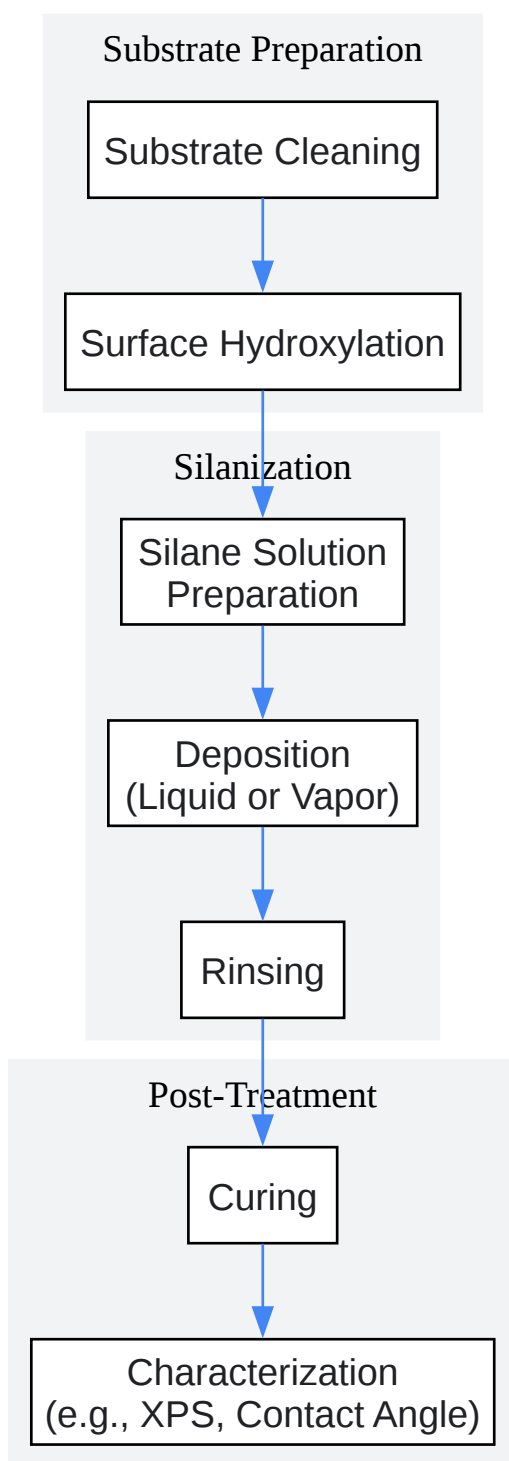 Substrate Preparation
Substrate Cleaning
Surface Hydroxylation
Silanization
Silane Solution
Preparation
Deposition
(Liquid or Vapor)
Rinsing
Post-Treatment
Curing
Characterization
(e.g., XPS, Contact Angle)